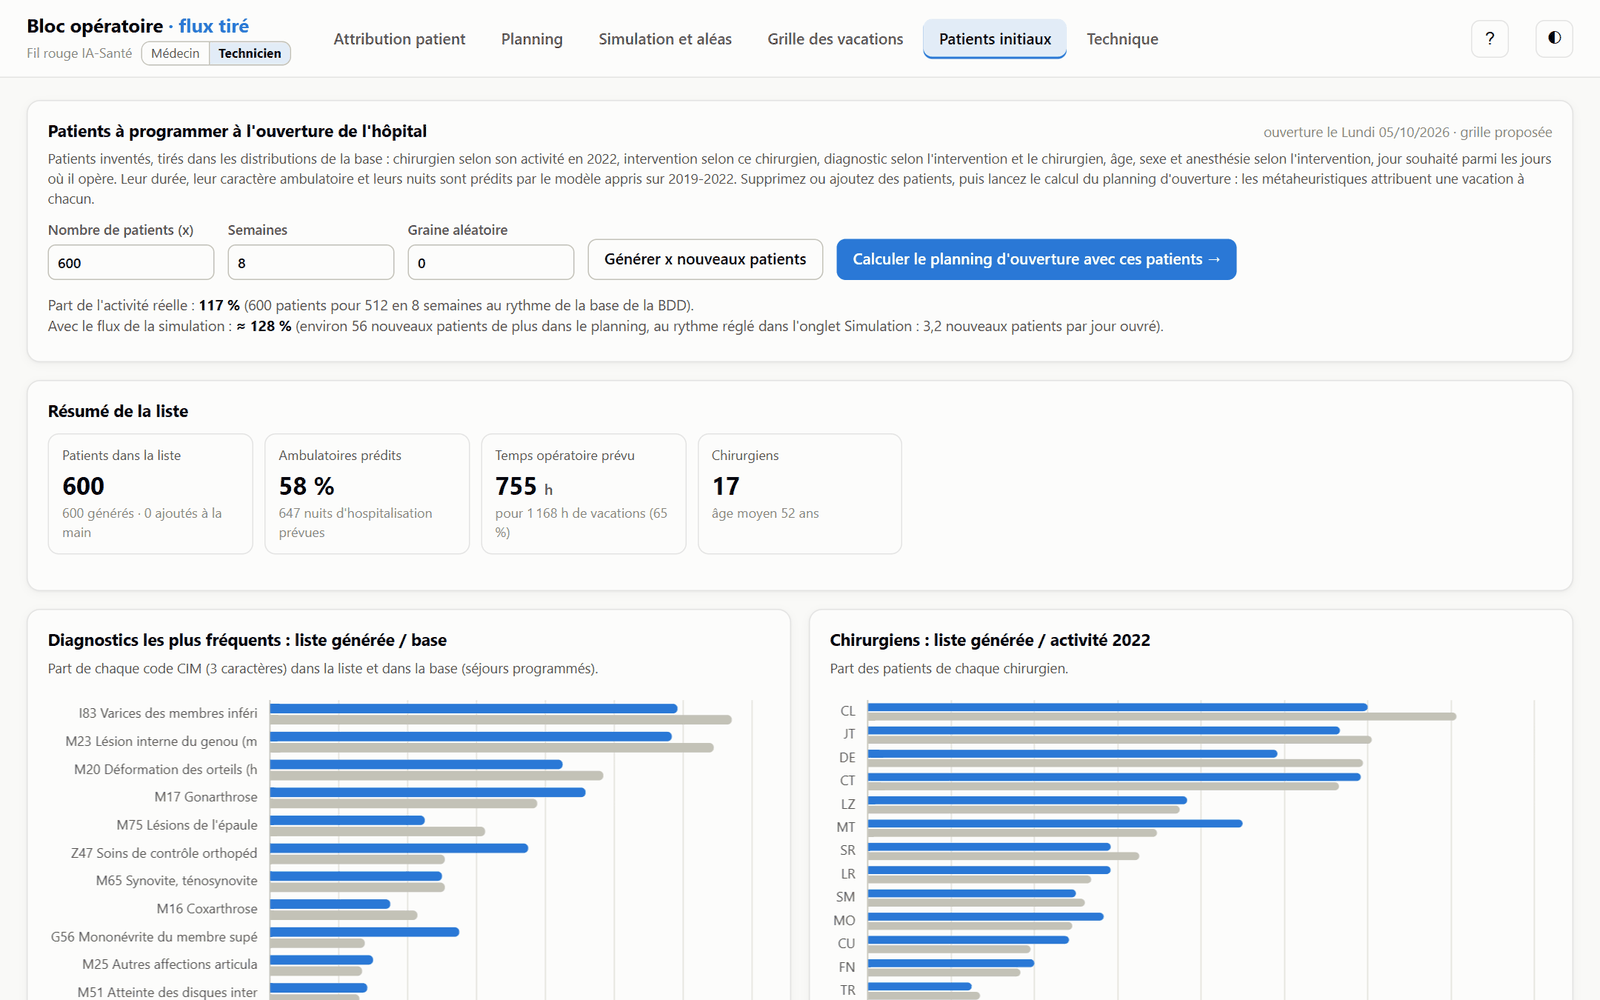 Bloc opératoire · flux tiré
Fil rouge IA-Santé
Médecin
Technicien
Attribution patient
Planning
Simulation et aléas
Grille des vacations
Patients initiaux
Technique
?
Patients à programmer à l'ouverture de l'hôpital
ouverture le Lundi 05/10/2026 · grille proposée
Patients inventés, tirés dans les distributions de la base : chirurgien selon son activité en 2022, intervention selon ce chirurgien, diagnostic selon l'intervention et le chirurgien, âge, sexe et anesthésie selon l'intervention, jour souhaité parmi les jours
où il opère. Leur durée, leur caractère ambulatoire et leurs nuits sont prédits par le modèle appris sur 2019-2022. Supprimez ou ajoutez des patients, puis lancez le calcul du planning d'ouverture : les métaheuristiques attribuent une vacation à
chacun.
Nombre de patients (x)
Semaines
Graine aléatoire
600
8
0
Générer x nouveaux patients
Calculer le planning d'ouverture avec ces patients →
Part de l'activité réelle : 117 % (600 patients pour 512 en 8 semaines au rythme de la base de la BDD).
Avec le flux de la simulation : ≈ 128 % (environ 56 nouveaux patients de plus dans le planning, au rythme réglé dans l'onglet Simulation : 3,2 nouveaux patients par jour ouvré).
Résumé de la liste
Patients dans la liste
600
600 générés · 0 ajoutés à la
main
Ambulatoires prédits
58 %
647 nuits d'hospitalisation
prévues
Temps opératoire prévu
755 h
pour 1 168 h de vacations (65
%)
Chirurgiens
17
âge moyen 52 ans
Diagnostics les plus fréquents : liste générée / base
Part de chaque code CIM (3 caractères) dans la liste et dans la base (séjours programmés).
I83 Varices des membres inféri
M23 Lésion interne du genou (m
M20 Déformation des orteils (h
M17 Gonarthrose
M75 Lésions de l'épaule
Z47 Soins de contrôle orthopéd
M65 Synovite, ténosynovite
M16 Coxarthrose
G56 Mononévrite du membre supé
M25 Autres affections articula
M51 Atteinte des disques inter
Chirurgiens : liste générée / activité 2022
Part des patients de chaque chirurgien.
CL
JT
DE
CT
LZ
MT
SR
LR
SM
MO
CU
FN
TR